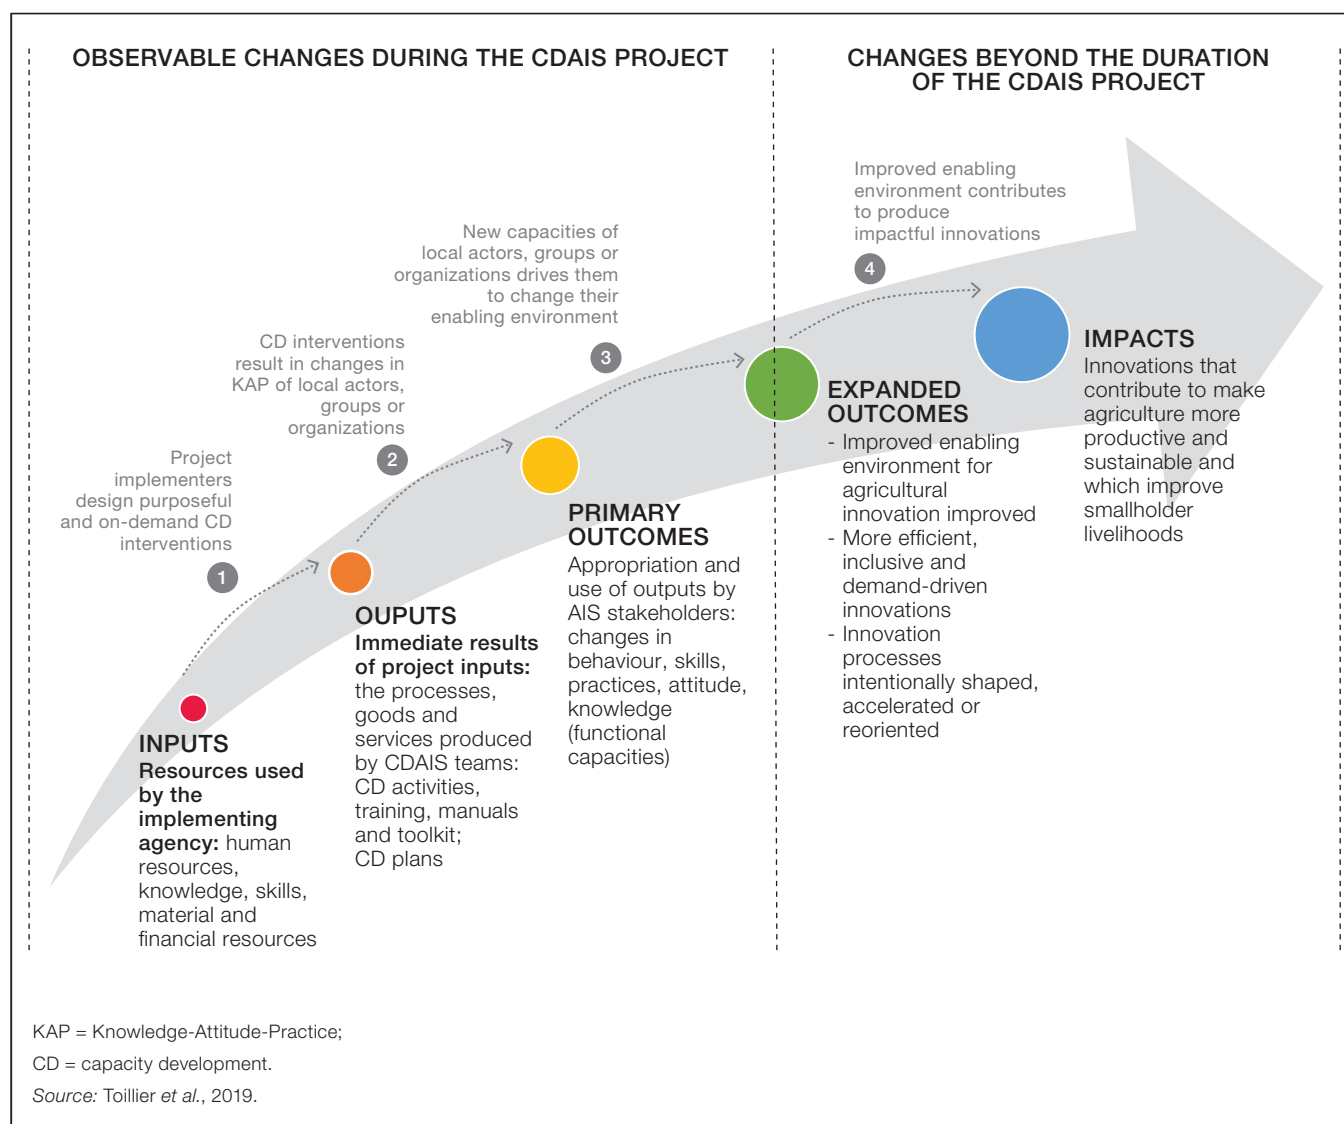 OBSERVABLE CHANGES DURING THE CDAIS PROJECT
CHANGES BEYOND THE DURATION
OF THE CDAIS PROJECT
Project
implementers
design purposeful
and on-demand CD
interventions
1
CD interventions
result in changes in
KAP of local actors,
groups or
organizations
2
New capacities of
local actors, groups or
organizations drives them
to change their
enabling environment
3
Improved enabling
environment contributes
to produce
impactful innovations
4
INPUTS
Resources used
by the
implementing
agency: human
resources,
knowledge, skills,
material and
financial resources
OUPUTS
Immediate results
of project inputs:
the processes,
goods and
services produced
by CDAIS teams:
CD activities,
training, manuals
and toolkit;
CD plans
PRIMARY
OUTCOMES
Appropriation and
use of outputs by
AIS stakeholders:
changes in
behaviour, skills,
practices, attitude,
knowledge
(functional
capacities)
EXPANDED
OUTCOMES
- Improved enabling
environment for
agricultural
innovation improved
- More efficient,
inclusive and
demand-driven
innovations
- Innovation
processes
intentionally shaped,
accelerated or
reoriented
IMPACTS
Innovations that
contribute to make
agriculture more
productive and
sustainable and
which improve
smallholder
livelihoods
KAP = Knowledge-Attitude-Practice;
CD = capacity development.
Source: Toillier et al., 2019.